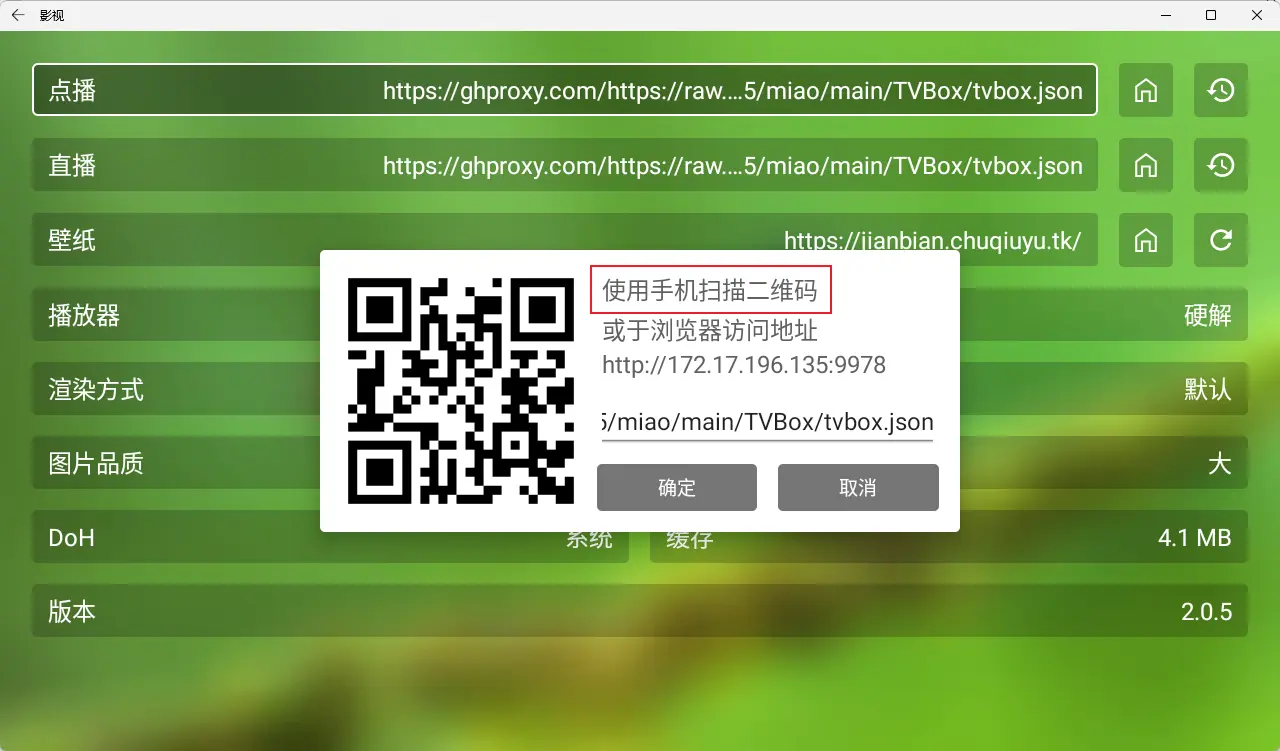 影视
点播 https://ghproxy.com/https://raw.…5/miao/main/TVBox/tvbox.json
直播 https://ghproxy.com/https://raw.…5/miao/main/TVBox/tvbox.json
壁纸 https://jianbian.chuqiuyu.tk/
播放器 硬解
渲染方式 默认
图片品质 大
使用手机扫描二维码
或于浏览器访问地址
http://172.17.196.135:9978
5/miao/main/TVBox/tvbox.json
确定 取消
DoH 系统 缓存 4.1 MB
版本 2.0.5